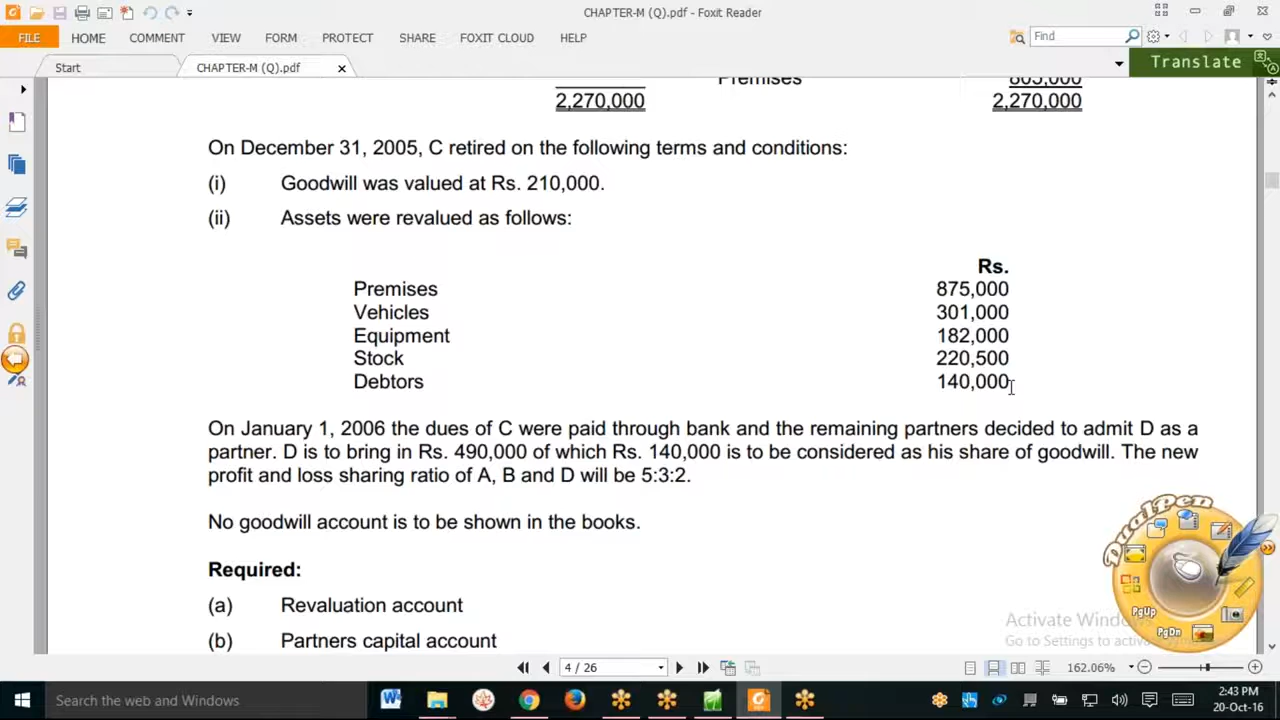 CHAPTER-M (Q).pdf - Foxit Reader
FILE HOME COMMENT VIEW FORM PROTECT SHARE FOXIT CLOUD HELP
Find
Start CHAPTER-M (Q).pdf
Translate
Premises 805,000
2,270,000 2,270,000
On December 31, 2005, C retired on the following terms and conditions:
(i) Goodwill was valued at Rs. 210,000.
(ii) Assets were revalued as follows:
Rs.
Premises 875,000
Vehicles 301,000
Equipment 182,000
Stock 220,500
Debtors 140,000
On January 1, 2006 the dues of C were paid through bank and the remaining partners decided to admit D as a
partner. D is to bring in Rs. 490,000 of which Rs. 140,000 is to be considered as his share of goodwill. The new
profit and loss sharing ratio of A, B and D will be 5:3:2.
No goodwill account is to be shown in the books.
Required:
(a) Revaluation account
(b) Partners capital account
DualPen
PgUp
PgDn
Activate Windo
Go to Settings to activ
4 / 26
162.06%
Search the web and Windows
2:43 PM
20-Oct-16